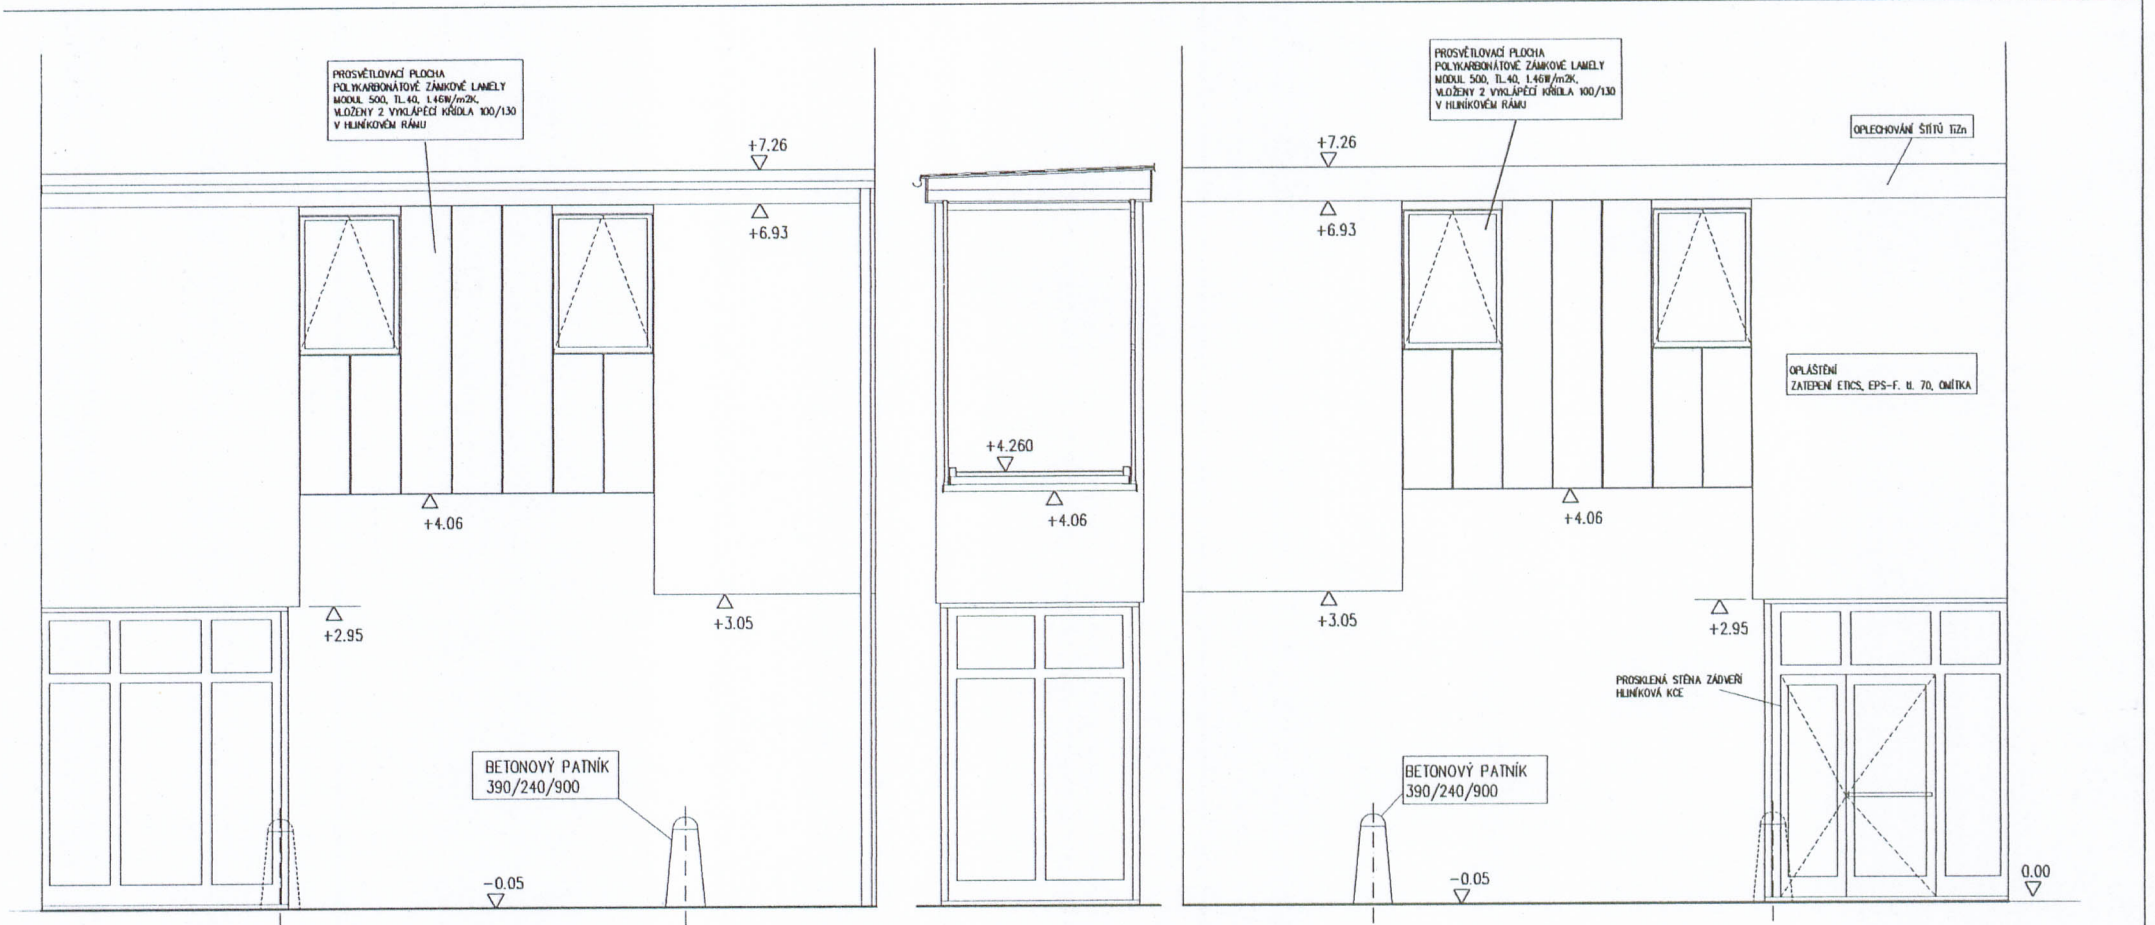 PROSVĚTLOVACÍ PLOCHA
POLYKARBONÁTOVÉ ZÁMKOVÉ LAMELY
MODUL 500, TL.40, 1.46W/m2K,
VLOŽENY 2 VYKLÁPĚCÍ KŘÍDLA 100/130
V HLINÍKOVÉM RÁMU
+7.26
+6.93
+4.06
+2.95
+3.05
BETONOVÝ PATNÍK
390/240/900
-0.05
+4.260
+4.06
PROSVĚTLOVACÍ PLOCHA
POLYKARBONÁTOVÉ ZÁMKOVÉ LAMELY
MODUL 500, TL.40, 1.46W/m2K,
VLOŽENY 2 VYKLÁPĚCÍ KŘÍDLA 100/130
V HLINÍKOVÉM RÁMU
OPLECHOVÁNÍ ŠTÍTŮ TiZn
+7.26
+6.93
OPLÁŠTĚNÍ
ZATEPENÍ ETICS, EPS-F. tl. 70, OMÍTKA
+4.06
+3.05
+2.95
PROSKLENÁ STĚNA ZÁDVEŘÍ
HLINÍKOVÁ KCE
BETONOVÝ PATNÍK
390/240/900
-0.05
0.00